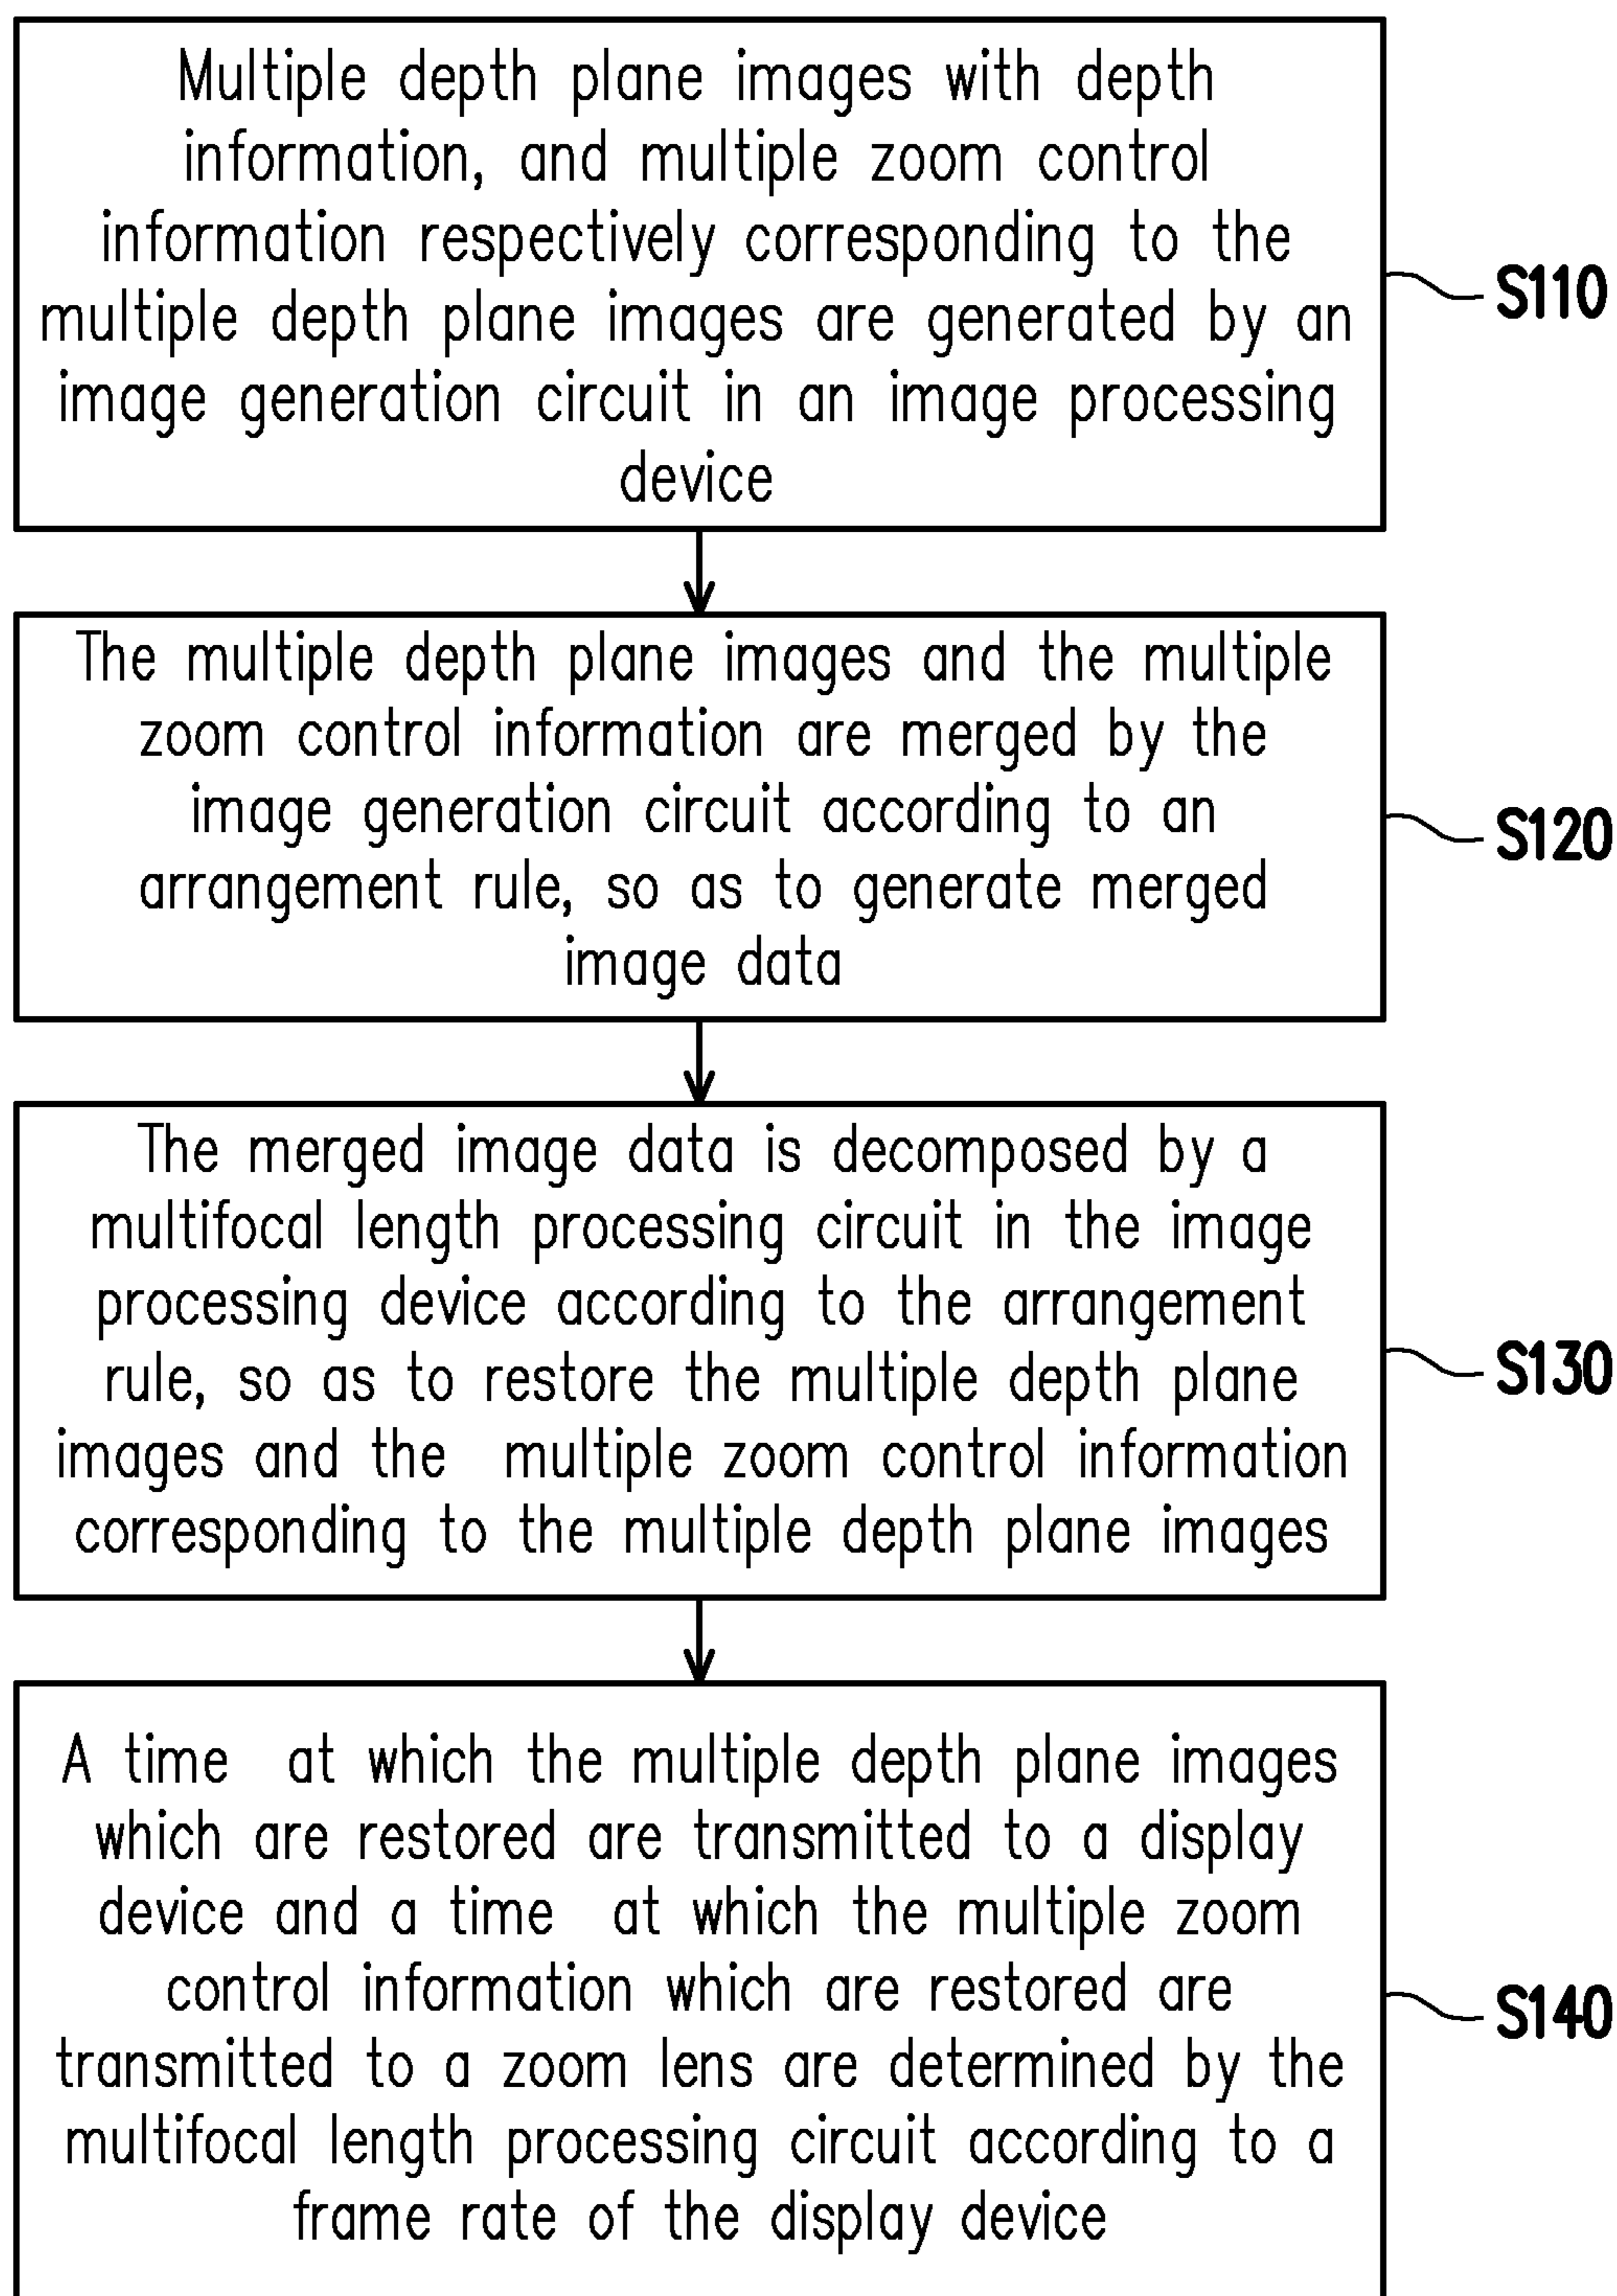 Multiple depth plane images with depth
information, and multiple zoom control
information respectively corresponding to the
multiple depth plane images are generated by an
image generation circuit in an image processing
device
S110
The multiple depth plane images and the multiple
zoom control information are merged by the
image generation circuit according to an
arrangement rule, so as to generate merged
image data
S120
The merged image data is decomposed by a
multifocal length processing circuit in the image
processing device according to the arrangement
rule, so as to restore the multiple depth plane
images and the multiple zoom control information
corresponding to the multiple depth plane images
S130
A time at which the multiple depth plane images
which are restored are transmitted to a display
device and a time at which the multiple zoom
control information which are restored are
transmitted to a zoom lens are determined by the
multifocal length processing circuit according to a
frame rate of the display device
S140